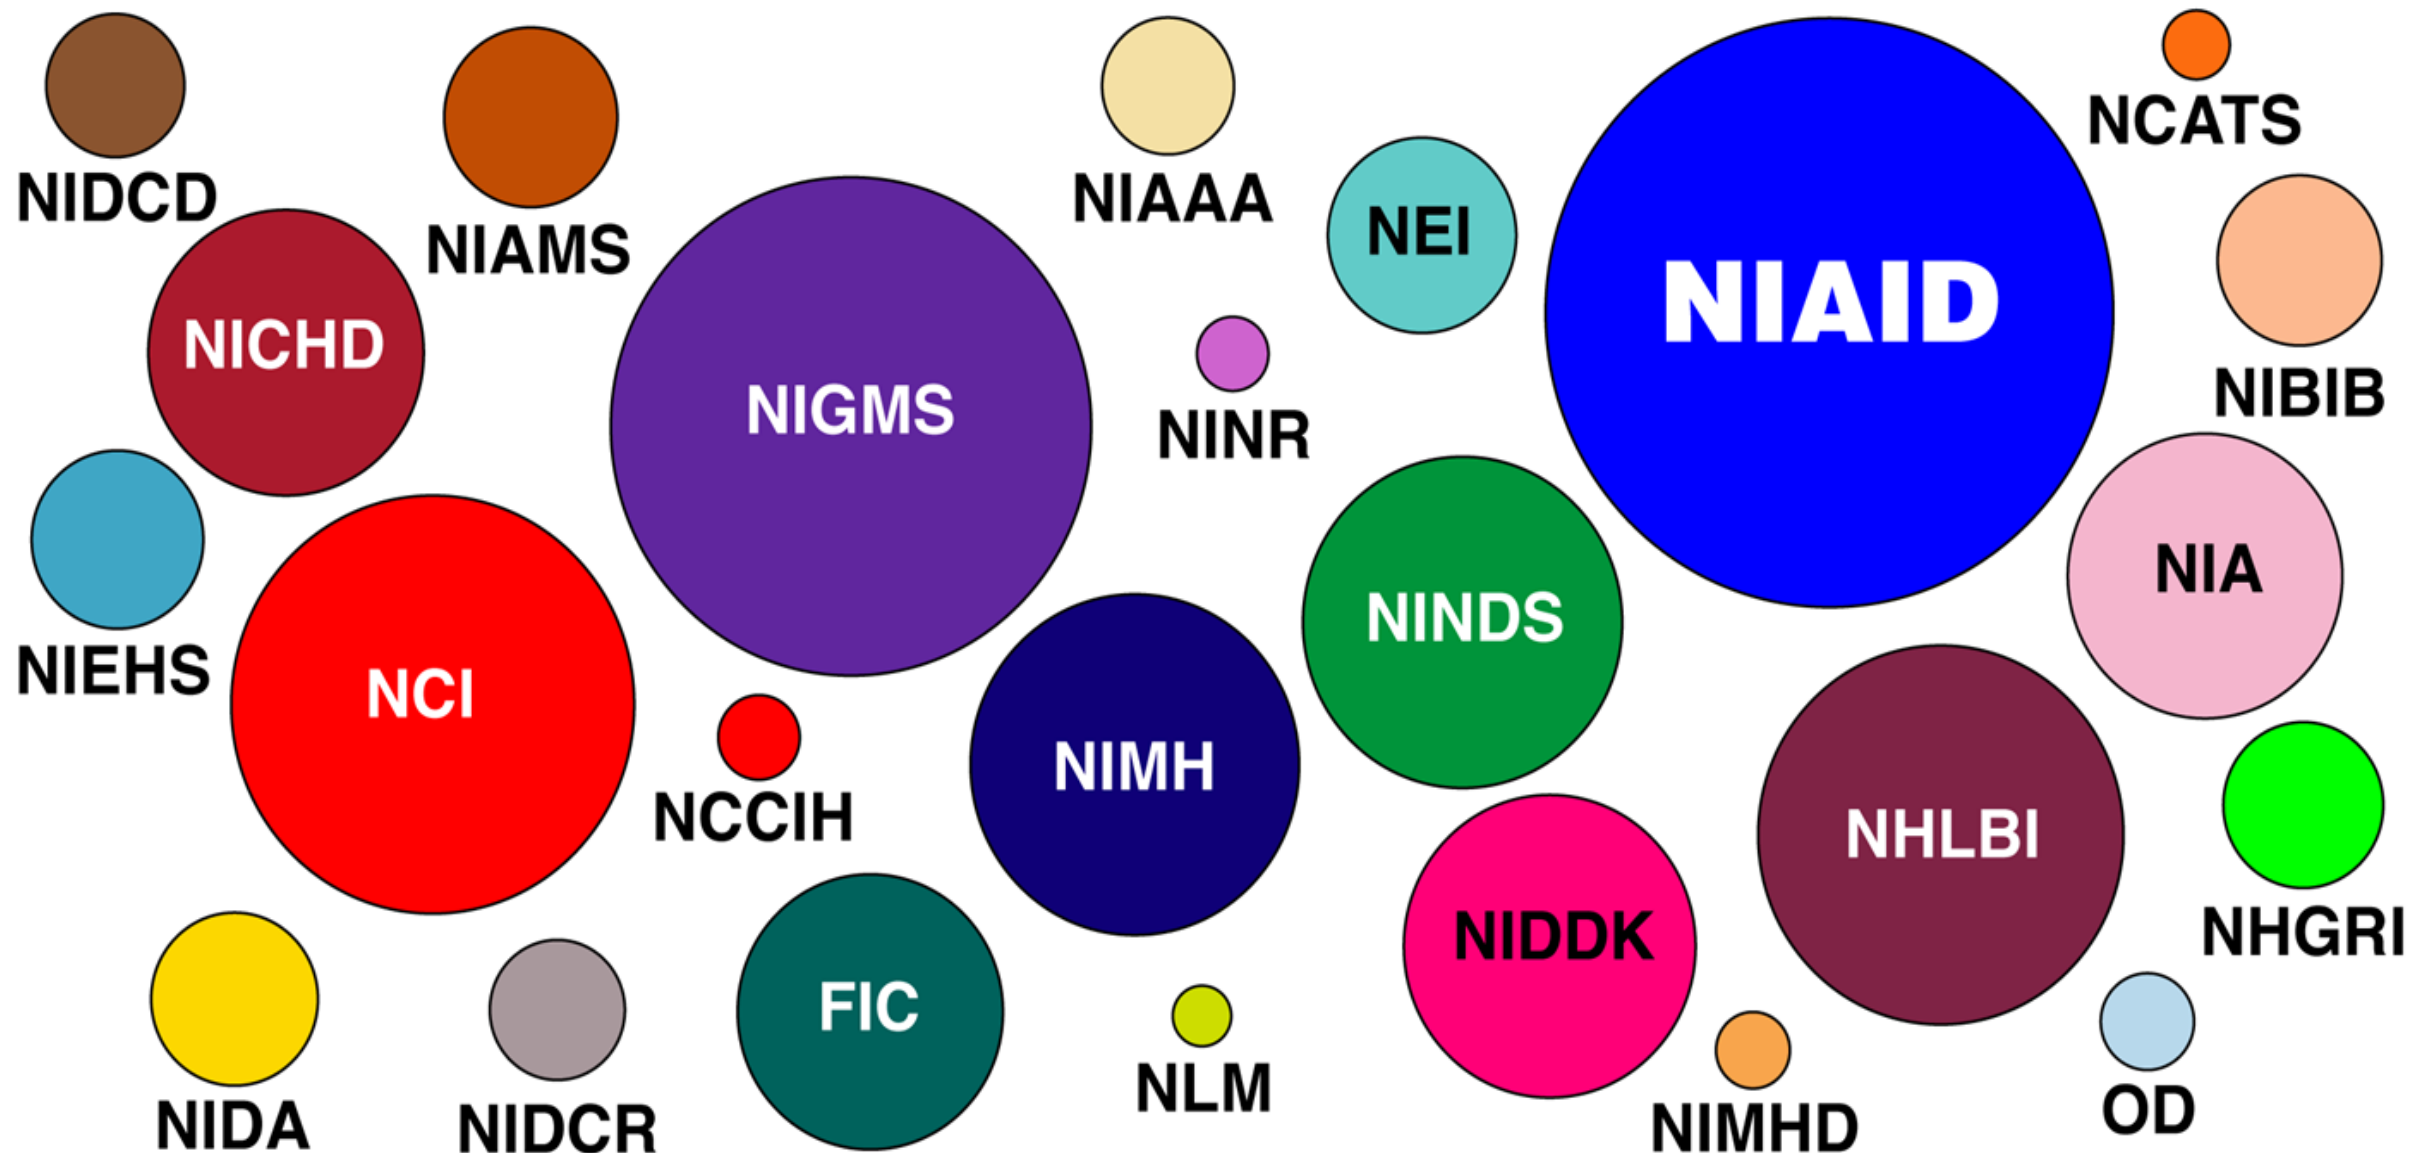 NIDCD
NIAMS
NIAAA
NEI
NIAID
NCATS
NICHD
NIGMS
NINR
NIBIB
NIEHS
NCI
NCCIH
NIMH
NINDS
NIA
NHLBI
NHGRI
NIDA
NIDCR
FIC
NLM
NIDDK
NIMHD
OD